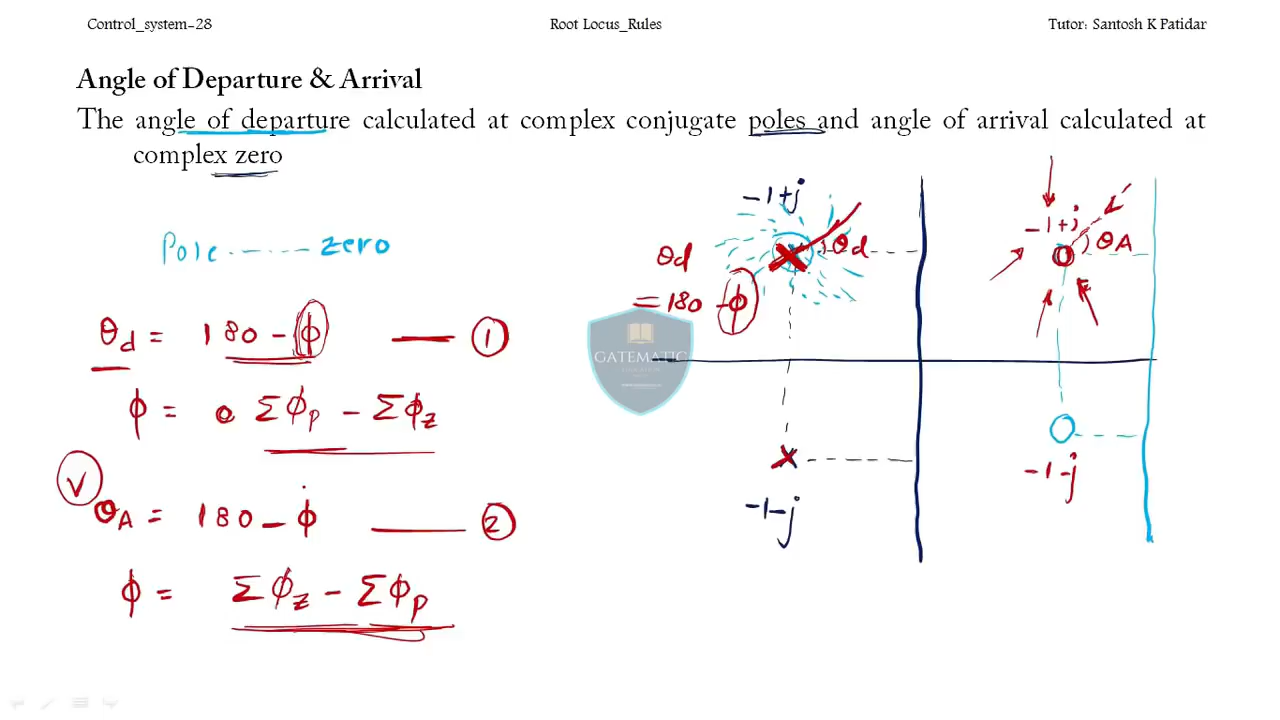 Control_system-28 Root Locus_Rules Tutor: Santosh K Patidar
Angle of Departure & Arrival
The angle of departure calculated at complex conjugate poles and angle of arrival calculated at
complex zero
Pole ------ zero
θd = 180 - ϕ —— ①
ϕ = Σϕp - Σϕz
θA = 180 - ϕ —— ②
ϕ = Σϕz - Σϕp
-1+j
θd
θd
= 180 - ϕ
-1-j
-1+j
θA
-1-j
GATEMATIC
EDUCATION